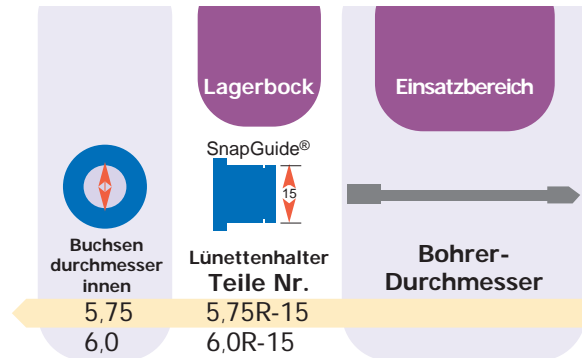 Lagerbock
Einsatzbereich
SnapGuide®
15
Buchsen
durchmesser
innen
Lünettenhalter
Teile Nr.
Bohrer-
Durchmesser
5,75 5,75R-15
6,0 6,0R-15